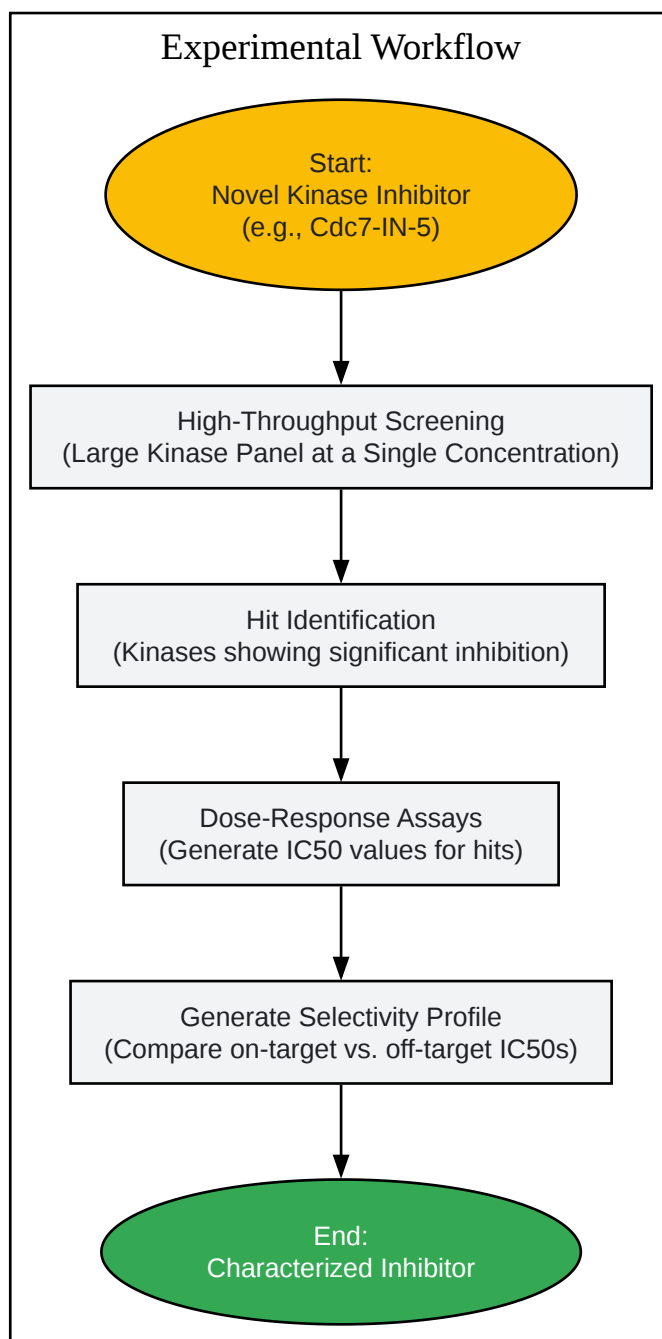 Experimental Workflow
Start:
Novel Kinase Inhibitor
(e.g., Cdc7-IN-5)
High-Throughput Screening
(Large Kinase Panel at a Single Concentration)
Hit Identification
(Kinases showing significant inhibition)
Dose-Response Assays
(Generate IC50 values for hits)
Generate Selectivity Profile
(Compare on-target vs. off-target IC50s)
End:
Characterized Inhibitor